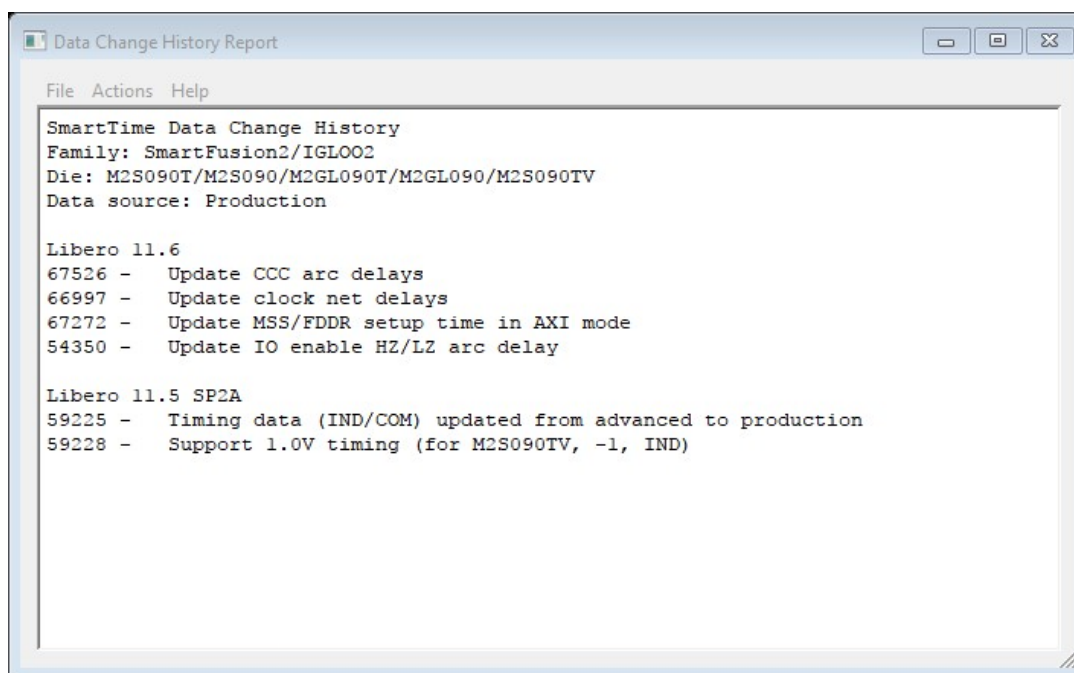 Data Change History Report
File Actions Help
SmartTime Data Change History
Family: SmartFusion2/IGLOO2
Die: M2S090T/M2S090/M2GL090T/M2GL090/M2S090TV
Data source: Production
Libero 11.6
67526 - Update CCC arc delays
66997 - Update clock net delays
67272 - Update MSS/FDDR setup time in AXI mode
54350 - Update IO enable HZ/LZ arc delay
Libero 11.5 SP2A
59225 - Timing data (IND/COM) updated from advanced to production
59228 - Support 1.0V timing (for M2S090TV, -1, IND)